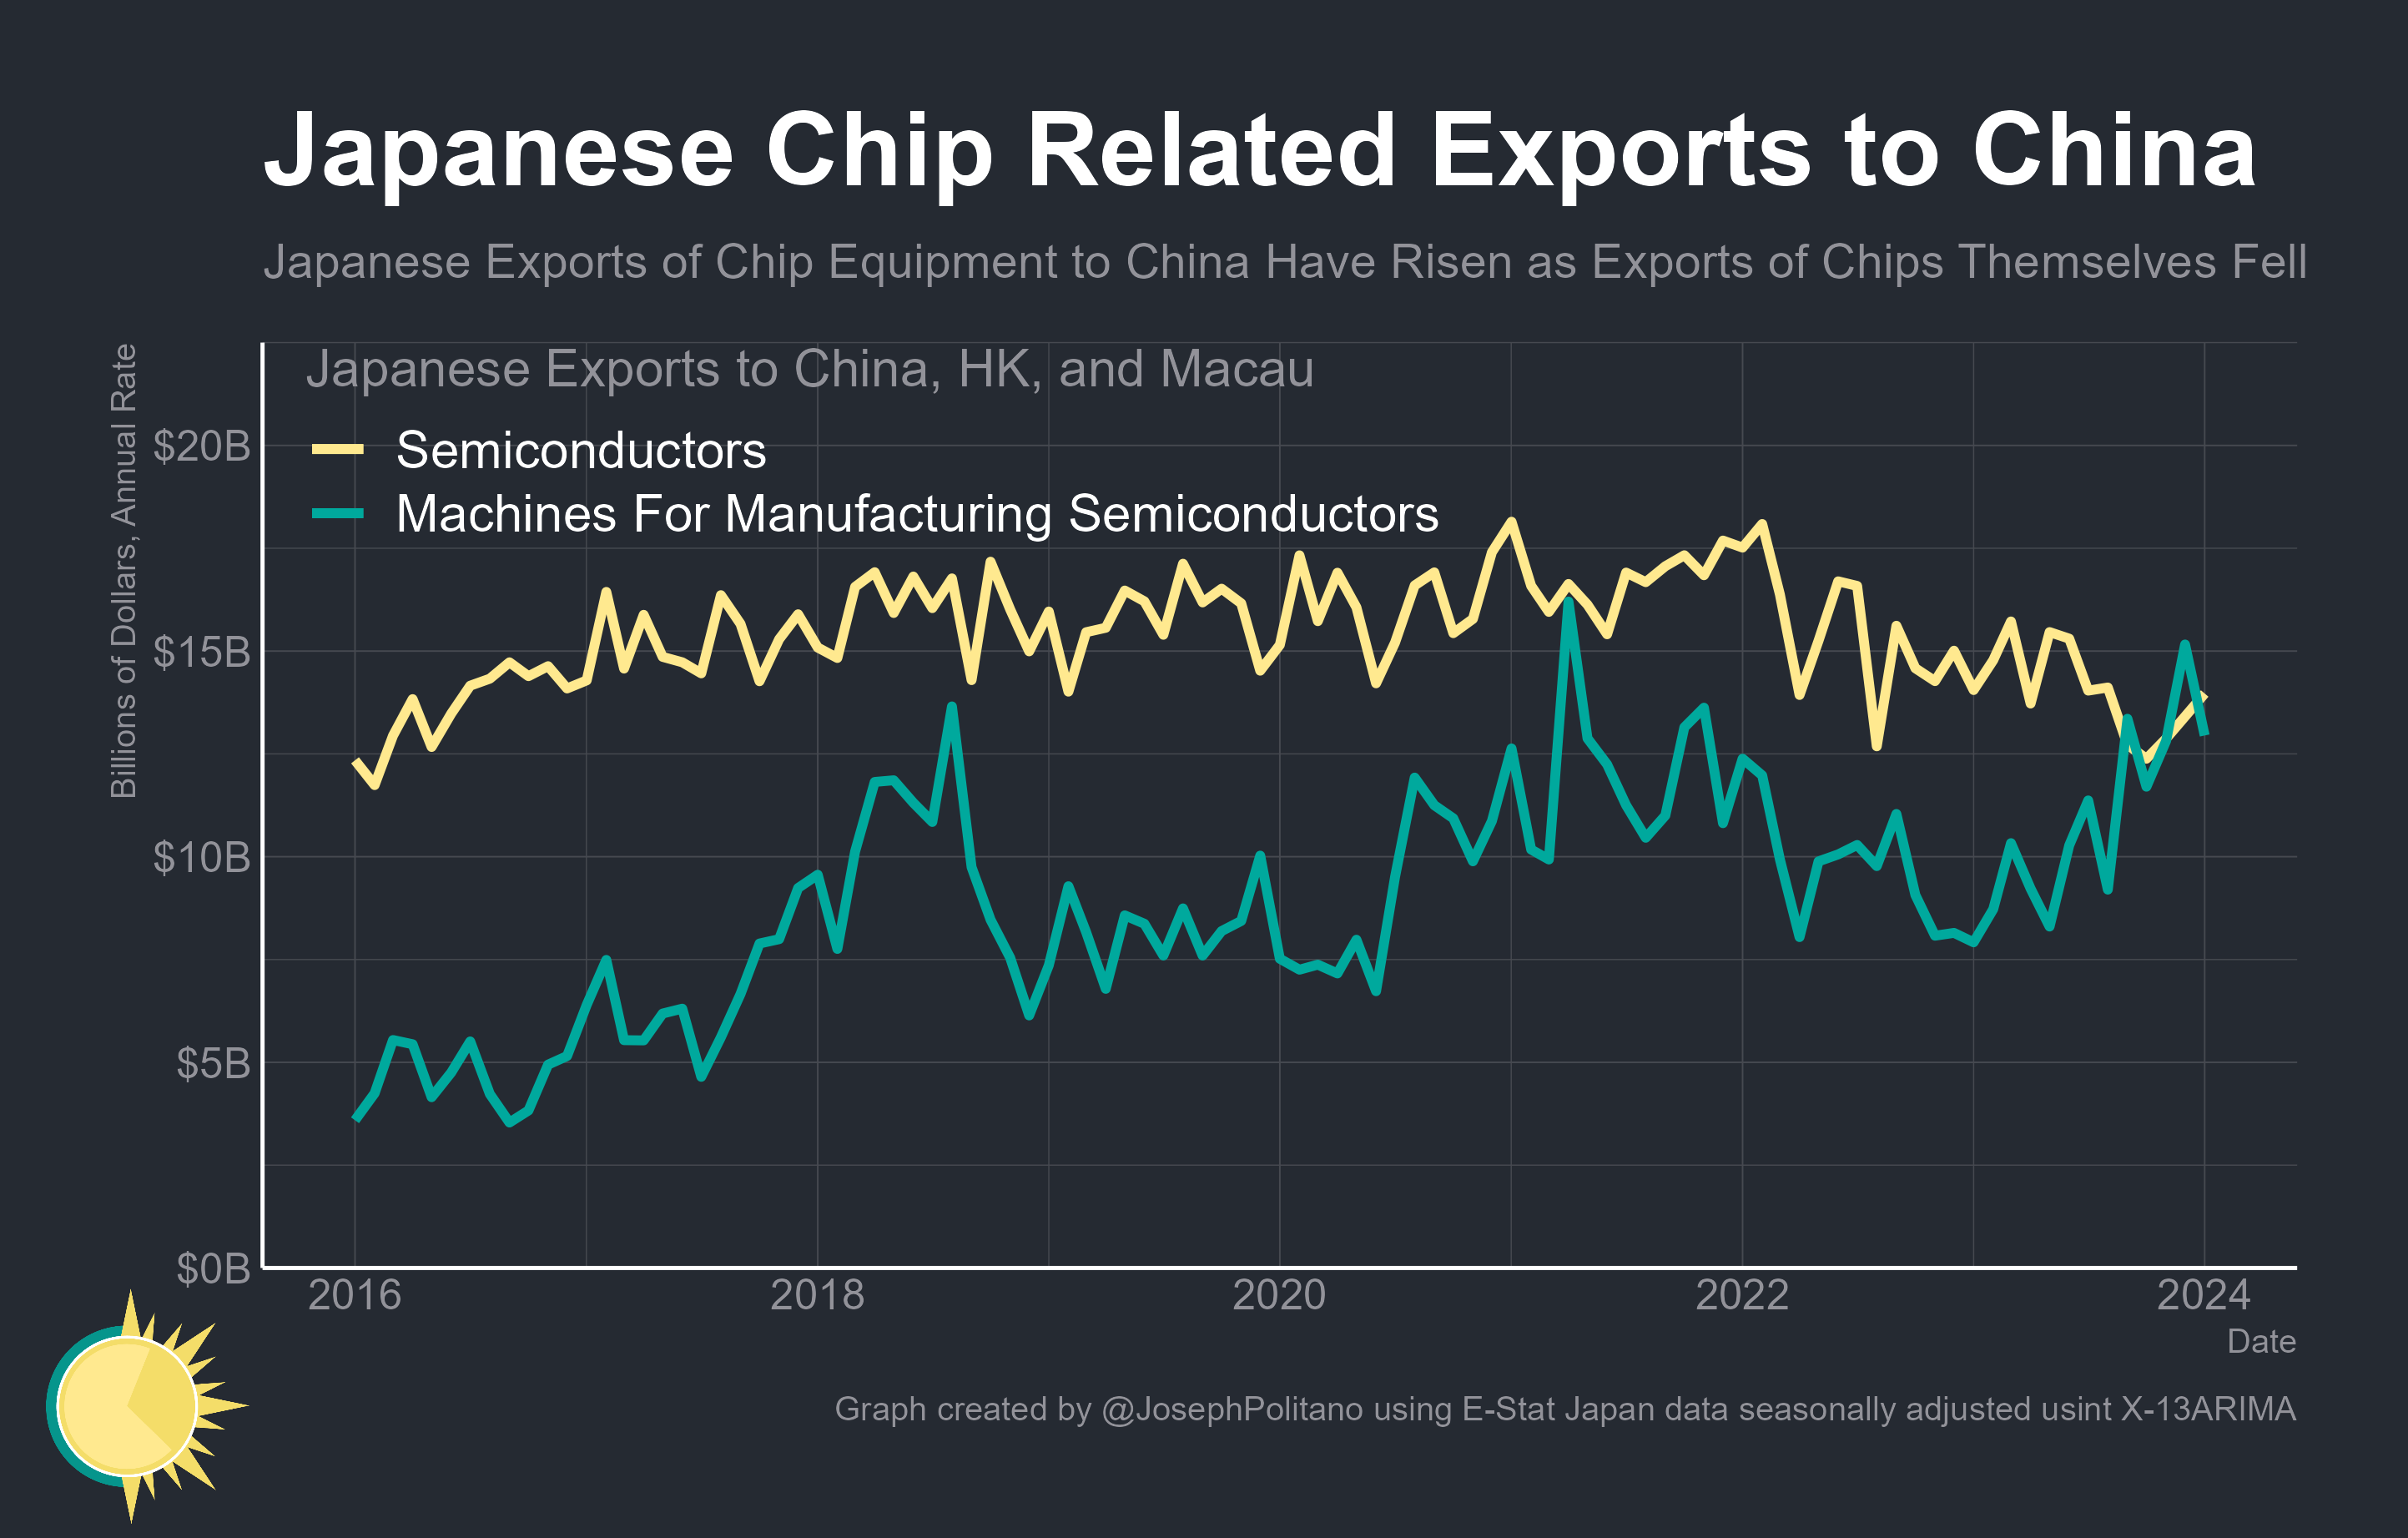 Japanese Chip Related Exports to China
Japanese Exports of Chip Equipment to China Have Risen as Exports of Chips Themselves Fell
Billions of Dollars, Annual Rate
Japanese Exports to China, HK, and Macau
Semiconductors
Machines For Manufacturing Semiconductors
$20B
$15B
$10B
$5B
$0B
2016
2018
2020
2022
2024
Date
Graph created by @JosephPolitano using E-Stat Japan data seasonally adjusted usint X-13ARIMA